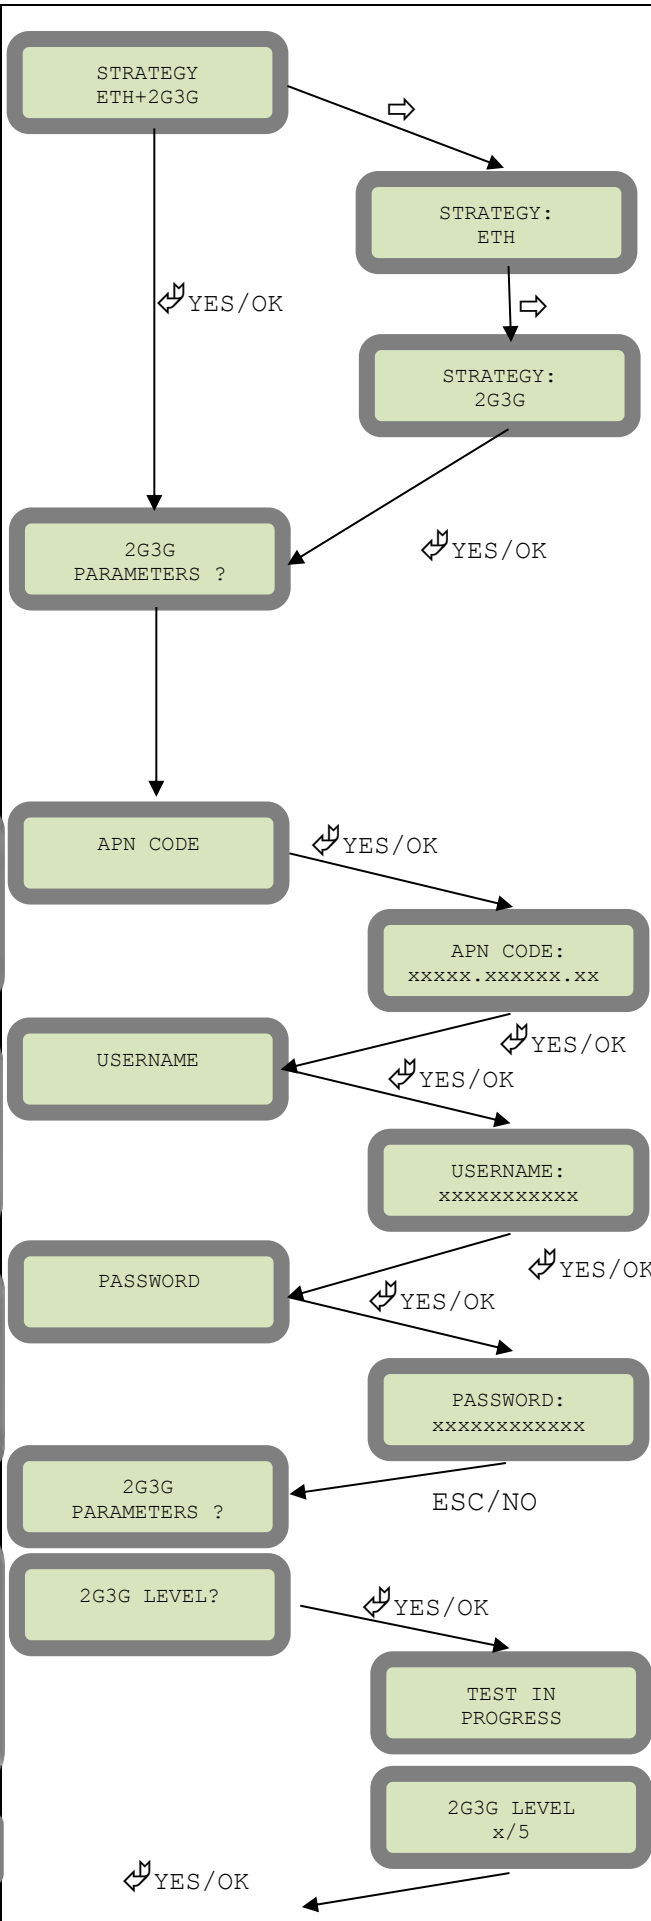 STRATEGY
ETH+2G3G
STRATEGY:
ETH
YES/OK
STRATEGY:
2G3G
2G3G
PARAMETERS ?
YES/OK
APN CODE
YES/OK
APN CODE:
xxxxx.xxxxxx.xx
YES/OK
USERNAME
YES/OK
USERNAME:
xxxxxxxxxxx
YES/OK
PASSWORD
YES/OK
PASSWORD:
xxxxxxxxxxxx
2G3G
PARAMETERS ?
ESC/NO
2G3G LEVEL?
YES/OK
TEST IN
PROGRESS
2G3G LEVEL
x/5
YES/OK